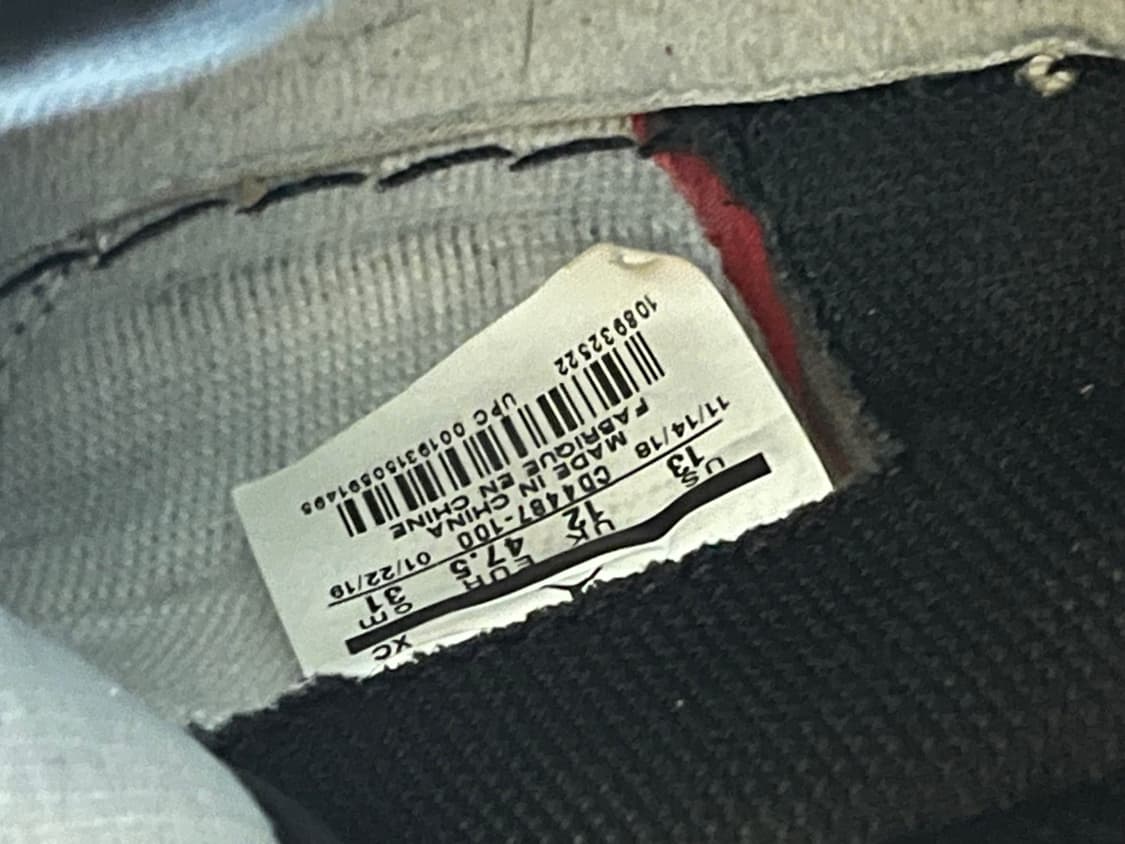 XC
US UK EUR cm
13 12 47.5 31
11/14/18 CD4487-100 01/22/19
MADE IN CHINA
FABRIQUE EN CHINE
108932522 UPC 00193150591495